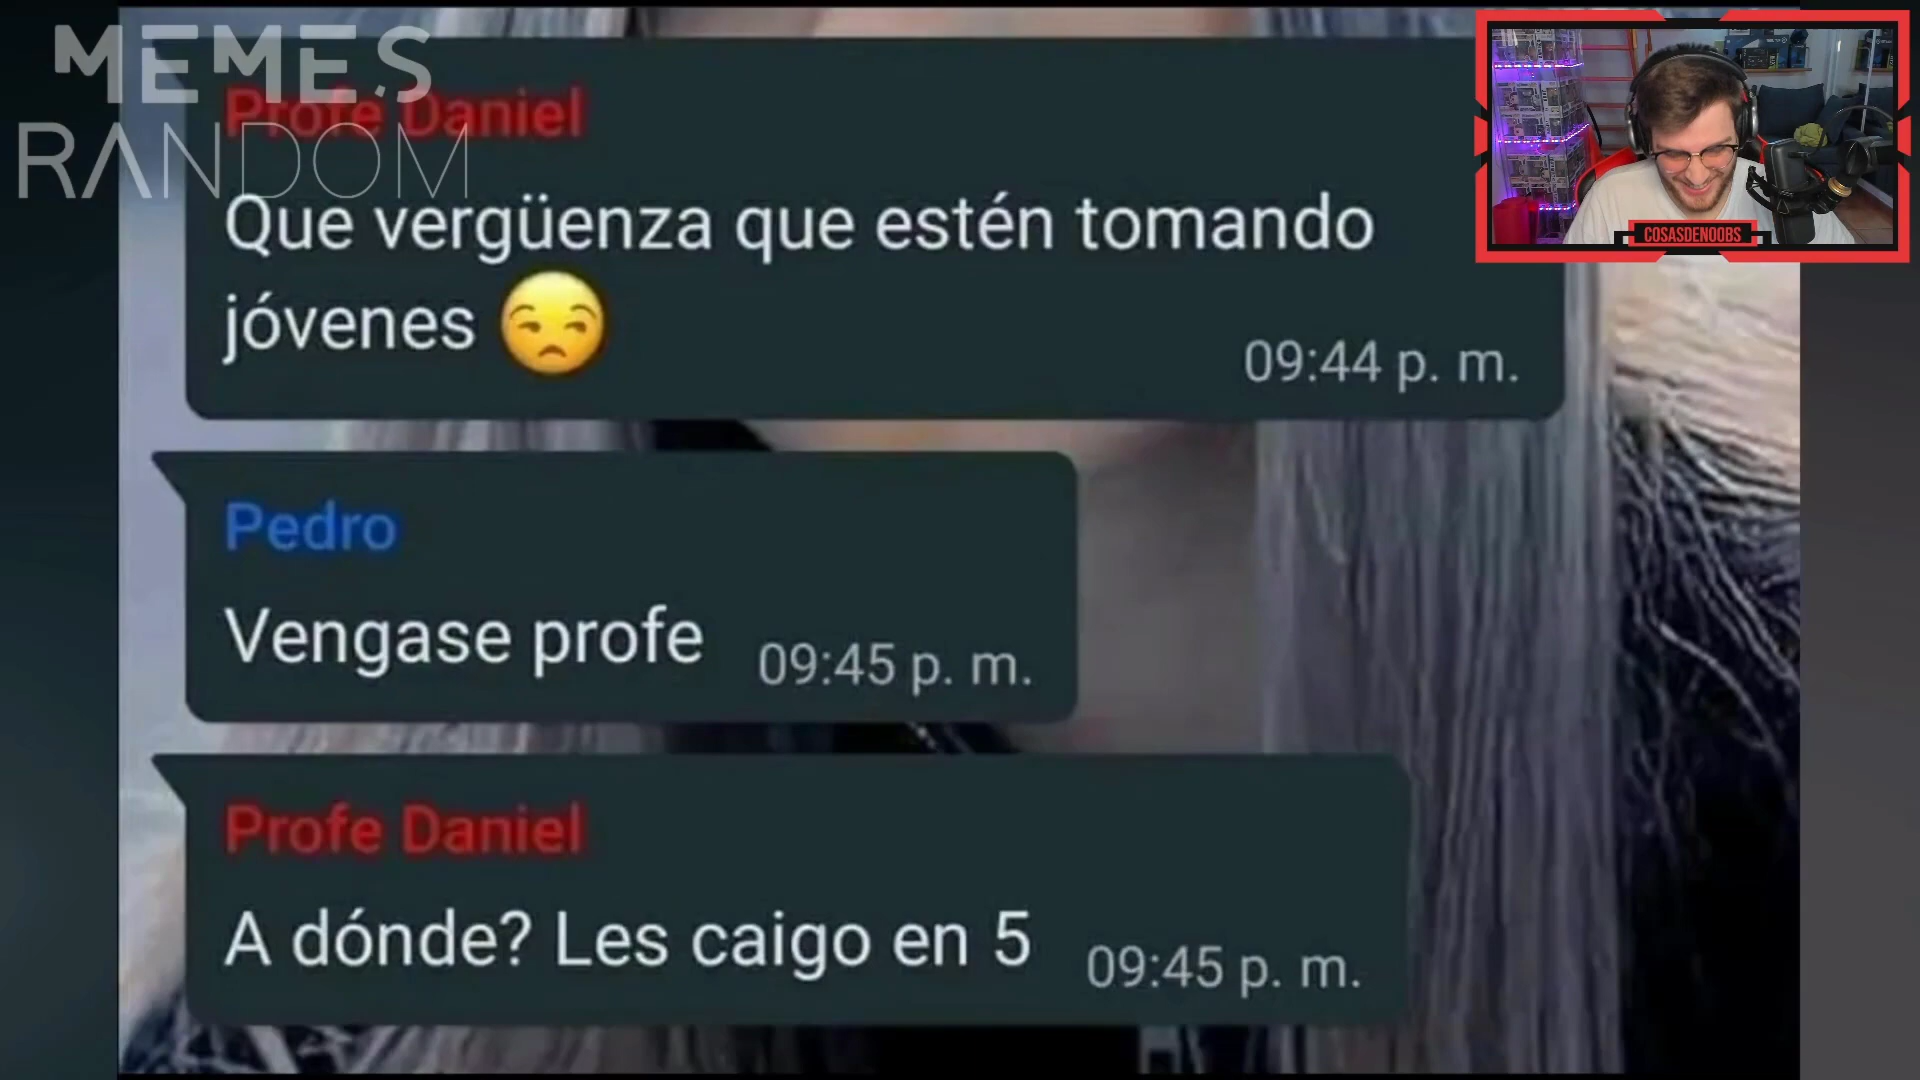 MEMES
RANDOM
Profe Daniel
Que vergüenza que estén tomando
jóvenes 😒
09:44 p. m.
Pedro
Vengase profe 09:45 p. m.
Profe Daniel
A dónde? Les caigo en 5 09:45 p. m.
COSASDENOOBS